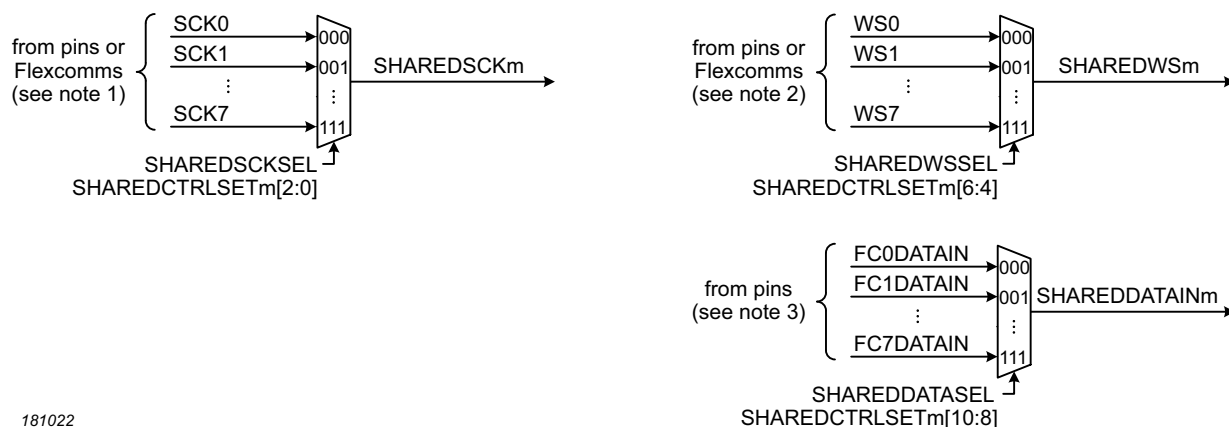 from pins or
Flexcomms
(see note 1)
SCK0
SCK1
⋮
SCK7
000
001
⋮
111
SHAREDSCKm
SHAREDSCKSEL
SHAREDCTRLSETm[2:0]
from pins or
Flexcomms
(see note 2)
WS0
WS1
⋮
WS7
000
001
⋮
111
SHAREDWSm
SHAREDWSSEL
SHAREDCTRLSETm[6:4]
from pins
(see note 3)
FC0DATAIN
FC1DATAIN
⋮
FC7DATAIN
000
001
⋮
111
SHAREDDATAINm
SHAREDDATASEL
SHAREDCTRLSETm[10:8]
181022